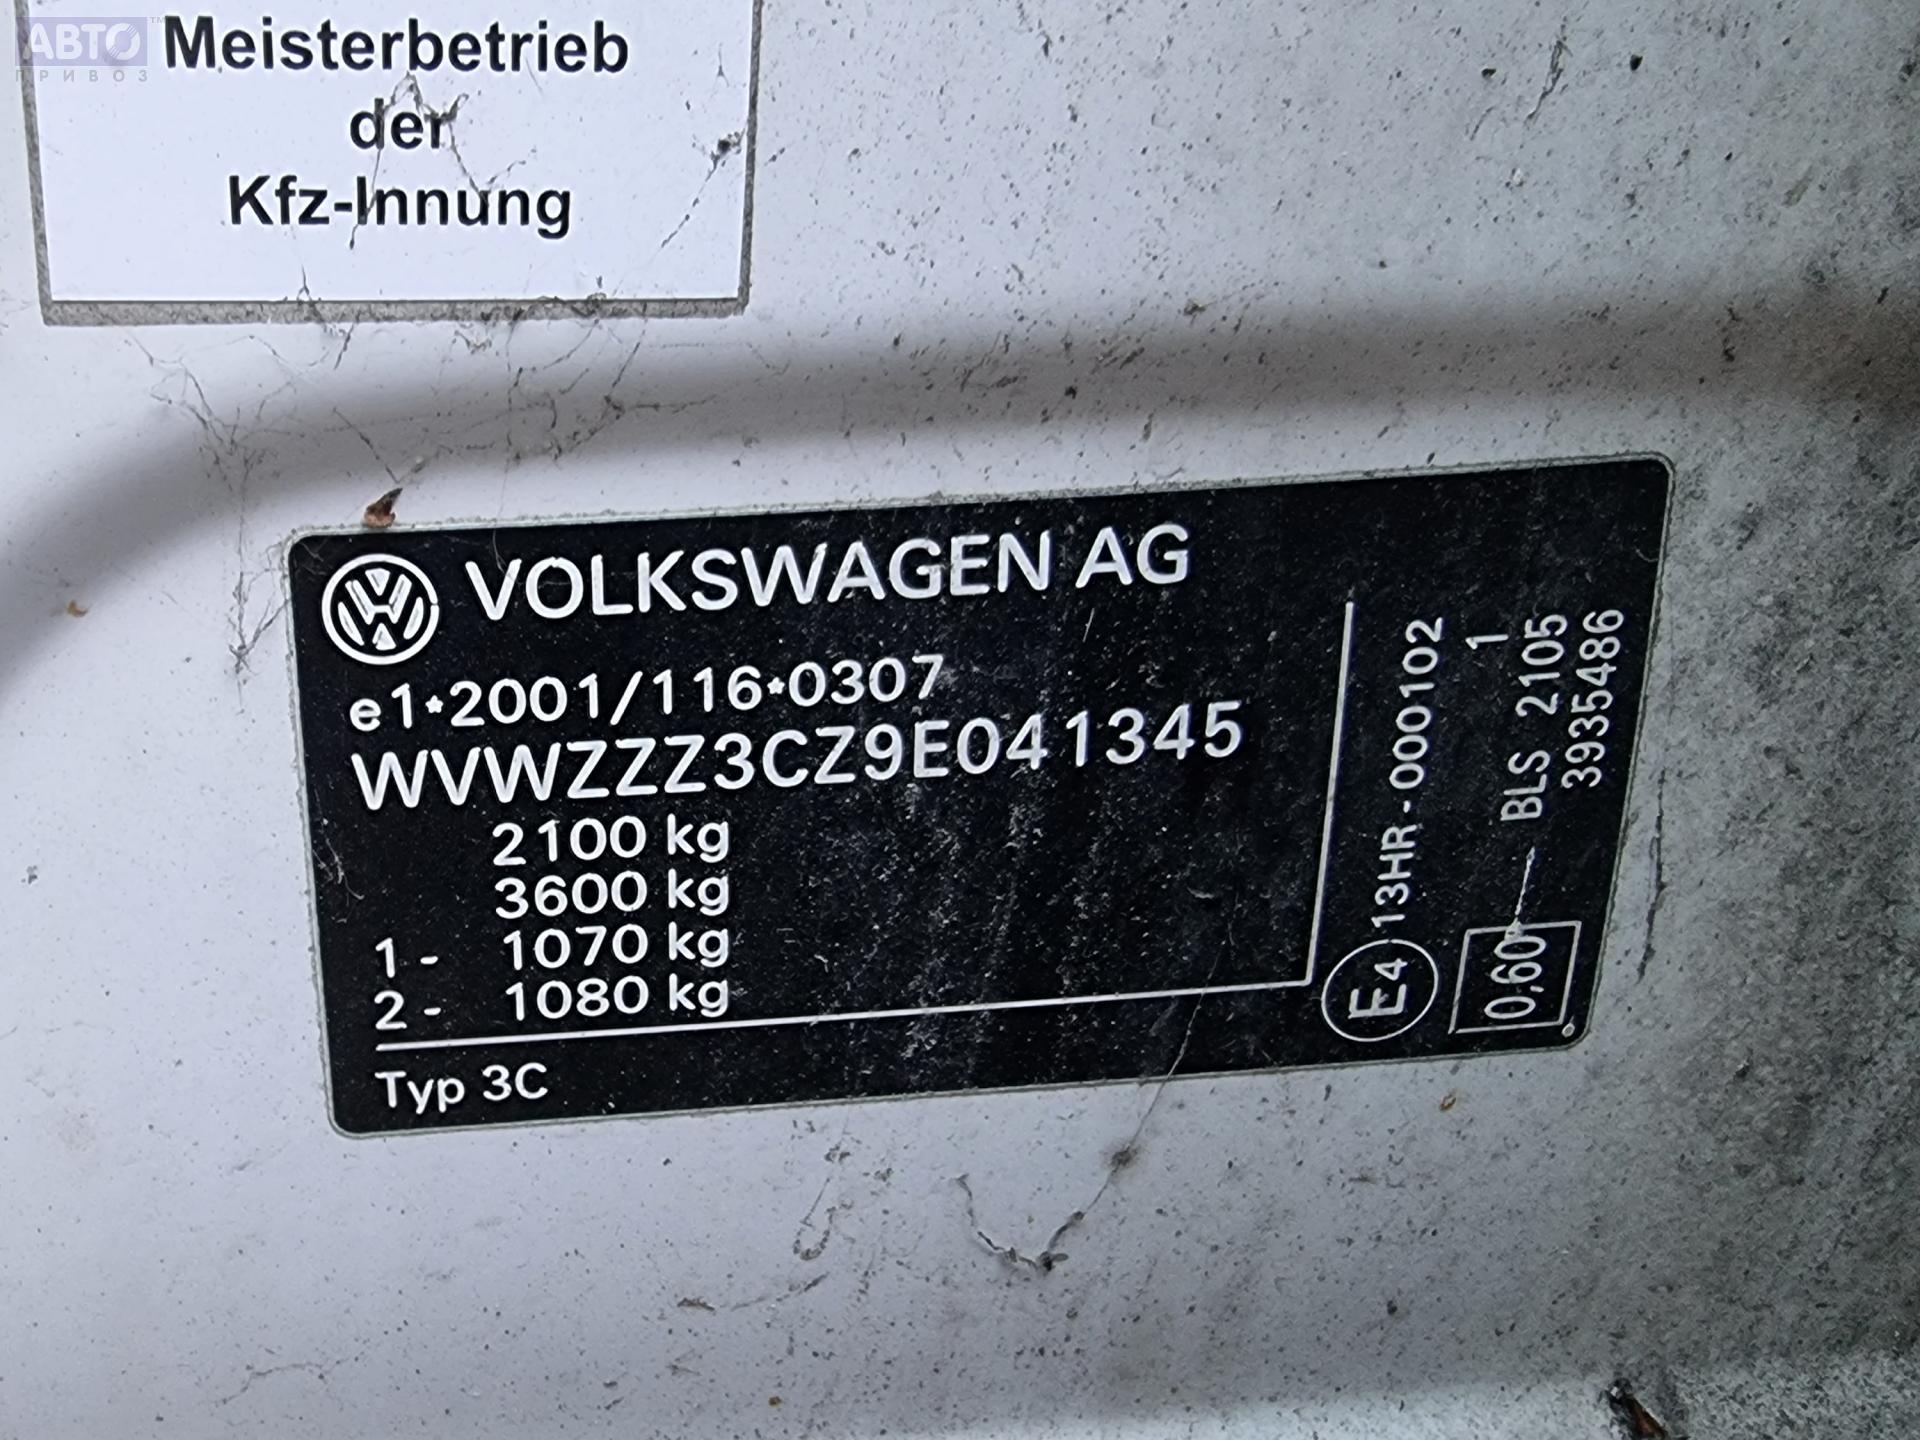 АВТО™
ПРИВОЗ
Meisterbetrieb
der
Kfz-Innung
VOLKSWAGEN AG
e1*2001/116*0307
WVWZZZ3CZ9E041345
2100 kg
3600 kg
1- 1070 kg
2- 1080 kg
Typ 3C
E4 13HR-000102
1
BLS 2105
3935486
0,60